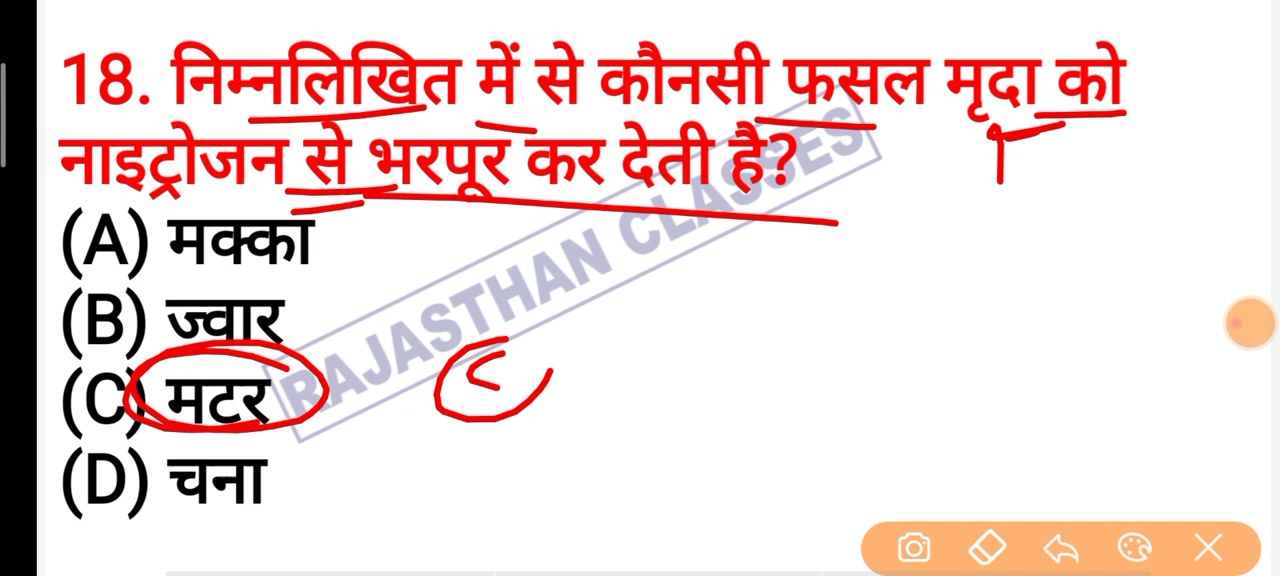 18. निम्नलिखित में से कौनसी फसल मृदा को
नाइट्रोजन से भरपूर कर देती है?
(A) मक्का
(B) ज्वार
(C) मटर
(D) चना
RAJASTHAN CLASSES
C